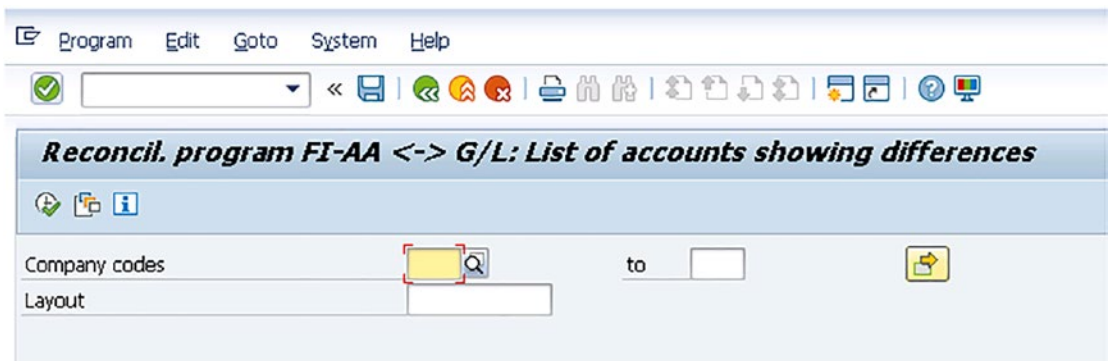 Program Edit Goto System Help
Reconcil. program FI-AA <-> G/L: List of accounts showing differences
Company codes to
Layout